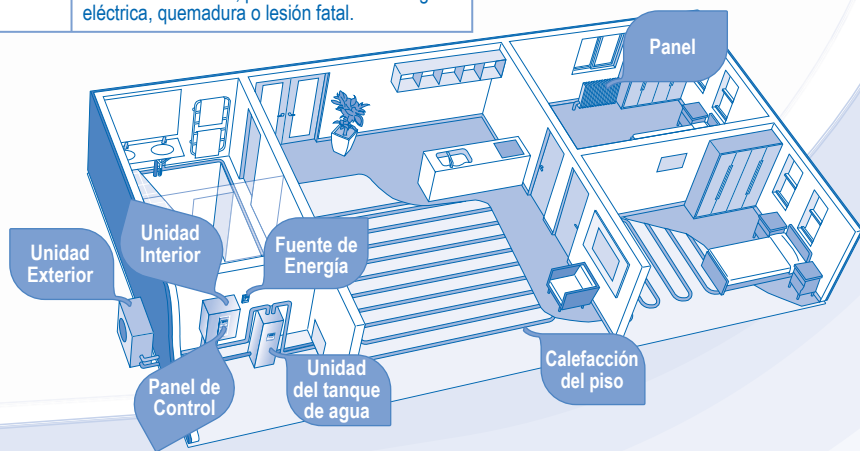 eléctrica, quemadura o lesión fatal.
Panel
Unidad
Exterior
Unidad
Interior
Fuente de
Energía
Panel de
Control
Unidad
del tanque
de agua
Calefacción
del piso